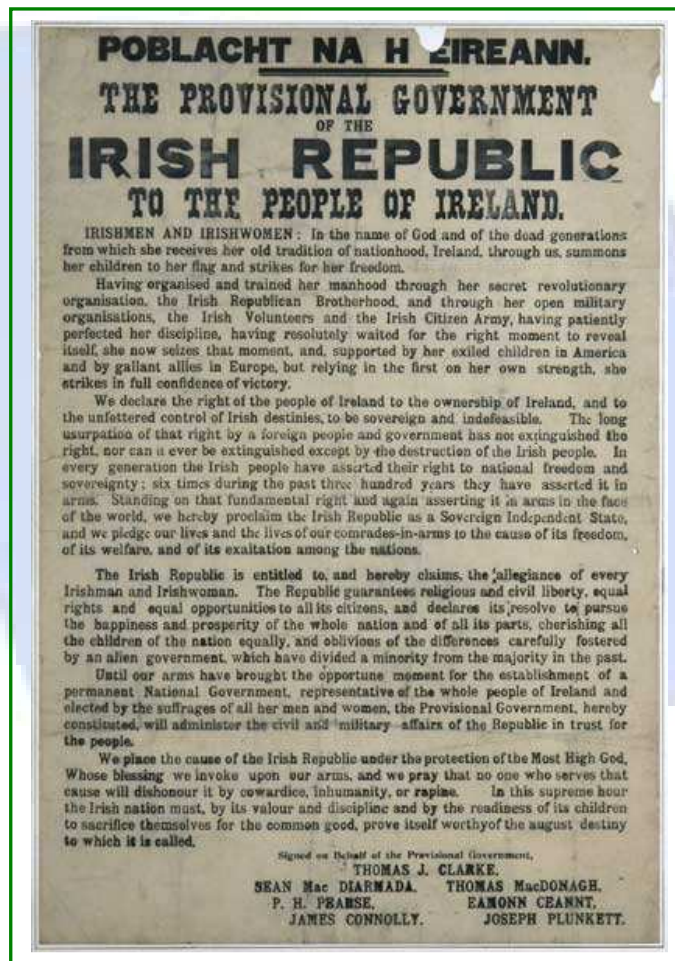 POBLACHT NA H EIREANN.
THE PROVISIONAL GOVERNMENT
OF THE
IRISH REPUBLIC
TO THE PEOPLE OF IRELAND.
IRISHMEN AND IRISHWOMEN: In the name of God and of the dead generations
from which she receives her old tradition of nationhood, Ireland, through us, summons
her children to her flag and strikes for her freedom.
Having organised and trained her manhood through her secret revolutionary
organisation, the Irish Republican Brotherhood, and through her open military
organisations, the Irish Volunteers and the Irish Citizen Army, having patiently
perfected her discipline, having resolutely waited for the right moment to reveal
itself, she now seizes that moment, and, supported by her exiled children in America
and by gallant allies in Europe, but relying in the first on her own strength, she
strikes in full confidence of victory.
We declare the right of the people of Ireland to the ownership of Ireland, and to
the unfettered control of Irish destinies, to be sovereign and indefeasible. The long
usurpation of that right by a foreign people and government has not extinguished the
right, nor can it ever be extinguished except by the destruction of the Irish people. In
every generation the Irish people have asserted their right to national freedom and
sovereignty; six times during the past three hundred years they have asserted it in
arms. Standing on that fundamental right and again asserting it in arms in the face
of the world, we hereby proclaim the Irish Republic as a Sovereign Independent State,
and we pledge our lives and the lives of our comrades-in-arms to the cause of its freedom,
of its welfare, and of its exaltation among the nations.
The Irish Republic is entitled to, and hereby claims, the allegiance of every
Irishman and Irishwoman. The Republic guarantees religious and civil liberty, equal
rights and equal opportunities to all its citizens, and declares its resolve to pursue
the happiness and prosperity of the whole nation and of all its parts, cherishing all
the children of the nation equally, and oblivious of the differences carefully fostered
by an alien government, which have divided a minority from the majority in the past.
Until our arms have brought the opportune moment for the establishment of a
permanent National Government, representative of the whole people of Ireland and
elected by the suffrages of all her men and women, the Provisional Government, hereby
constituted, will administer the civil and military affairs of the Republic in trust for
the people.
We place the cause of the Irish Republic under the protection of the Most High God,
Whose blessing we invoke upon our arms, and we pray that no one who serves that
cause will dishonour it by cowardice, inhumanity, or rapine. In this supreme hour
the Irish nation must, by its valour and discipline and by the readiness of its children
to sacrifice themselves for the common good, prove itself worthy of the august destiny
to which it is called.
Signed on Behalf of the Provisional Government,
THOMAS J. CLARKE,
SEAN Mac DIARMADA, THOMAS MacDONAGH,
P. H. PEARSE, EAMONN CEANNT,
JAMES CONNOLLY. JOSEPH PLUNKETT.